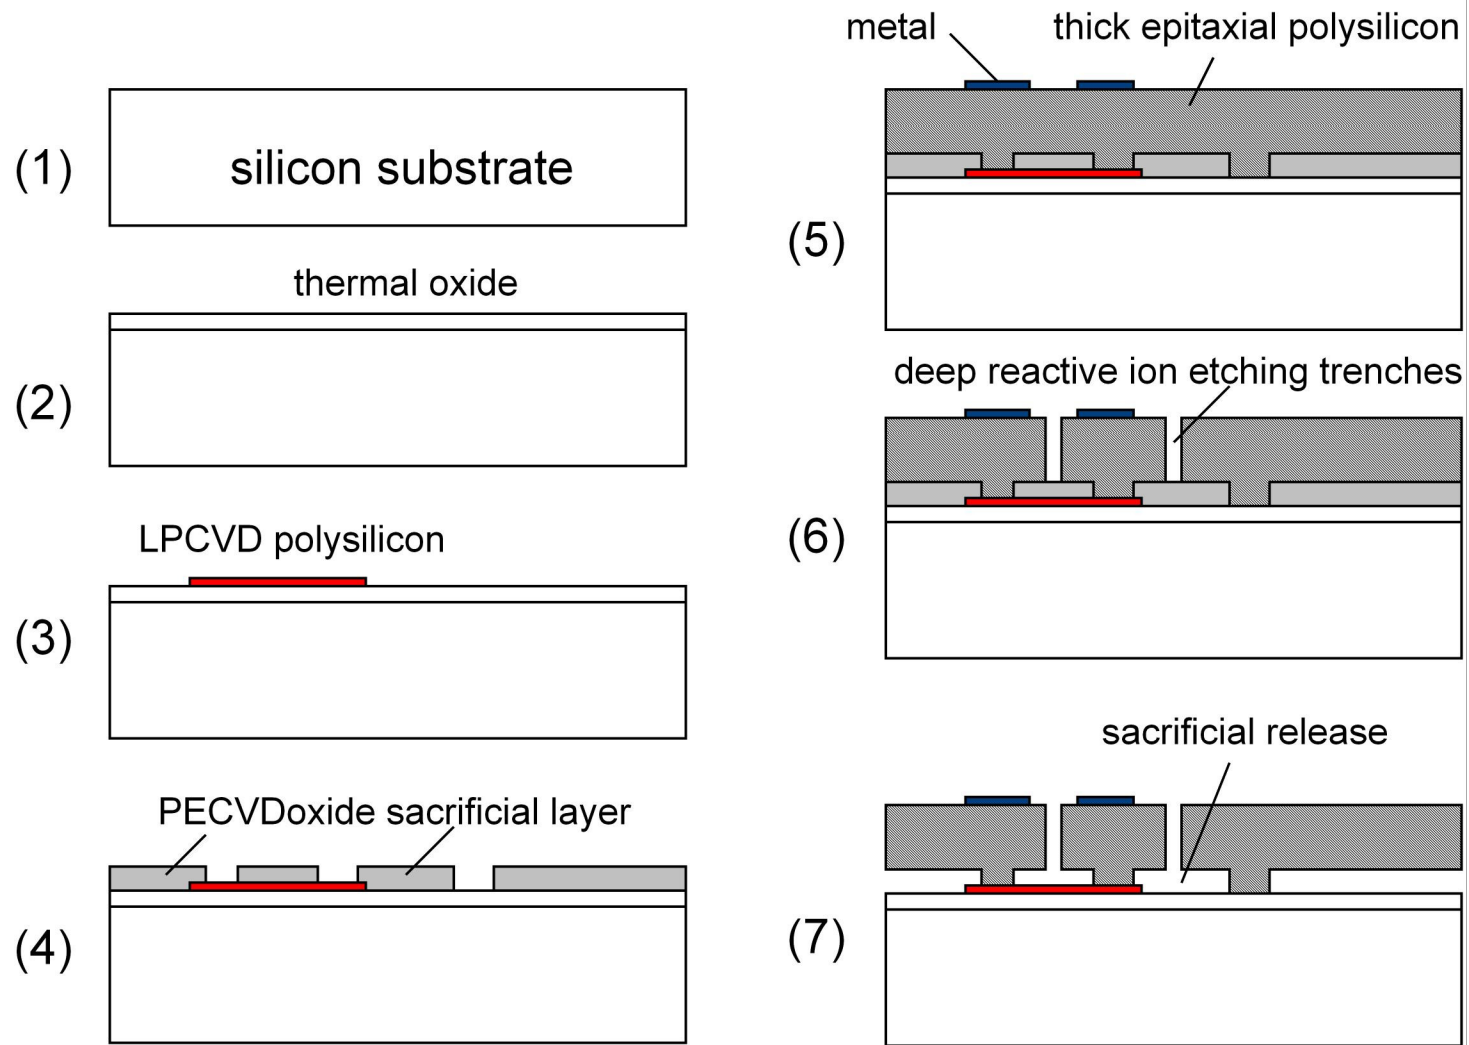 (1)
silicon substrate
thermal oxide
(2)
LPCVD polysilicon
(3)
PECVDoxide sacrificial layer
(4)
metal
thick epitaxial polysilicon
(5)
deep reactive ion etching trenches
(6)
sacrificial release
(7)